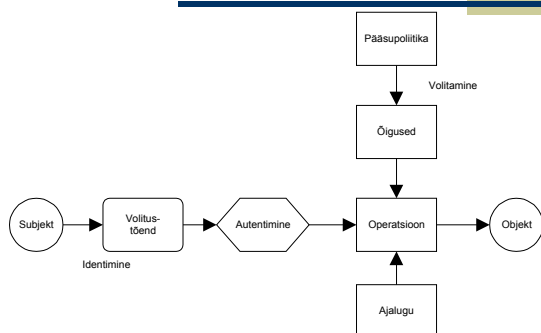 Pääsupoliitika
Volitamine
Õigused
Subjekt
Volitus-
tõend
Autentimine
Operatsioon
Objekt
Identimine
Ajalugu